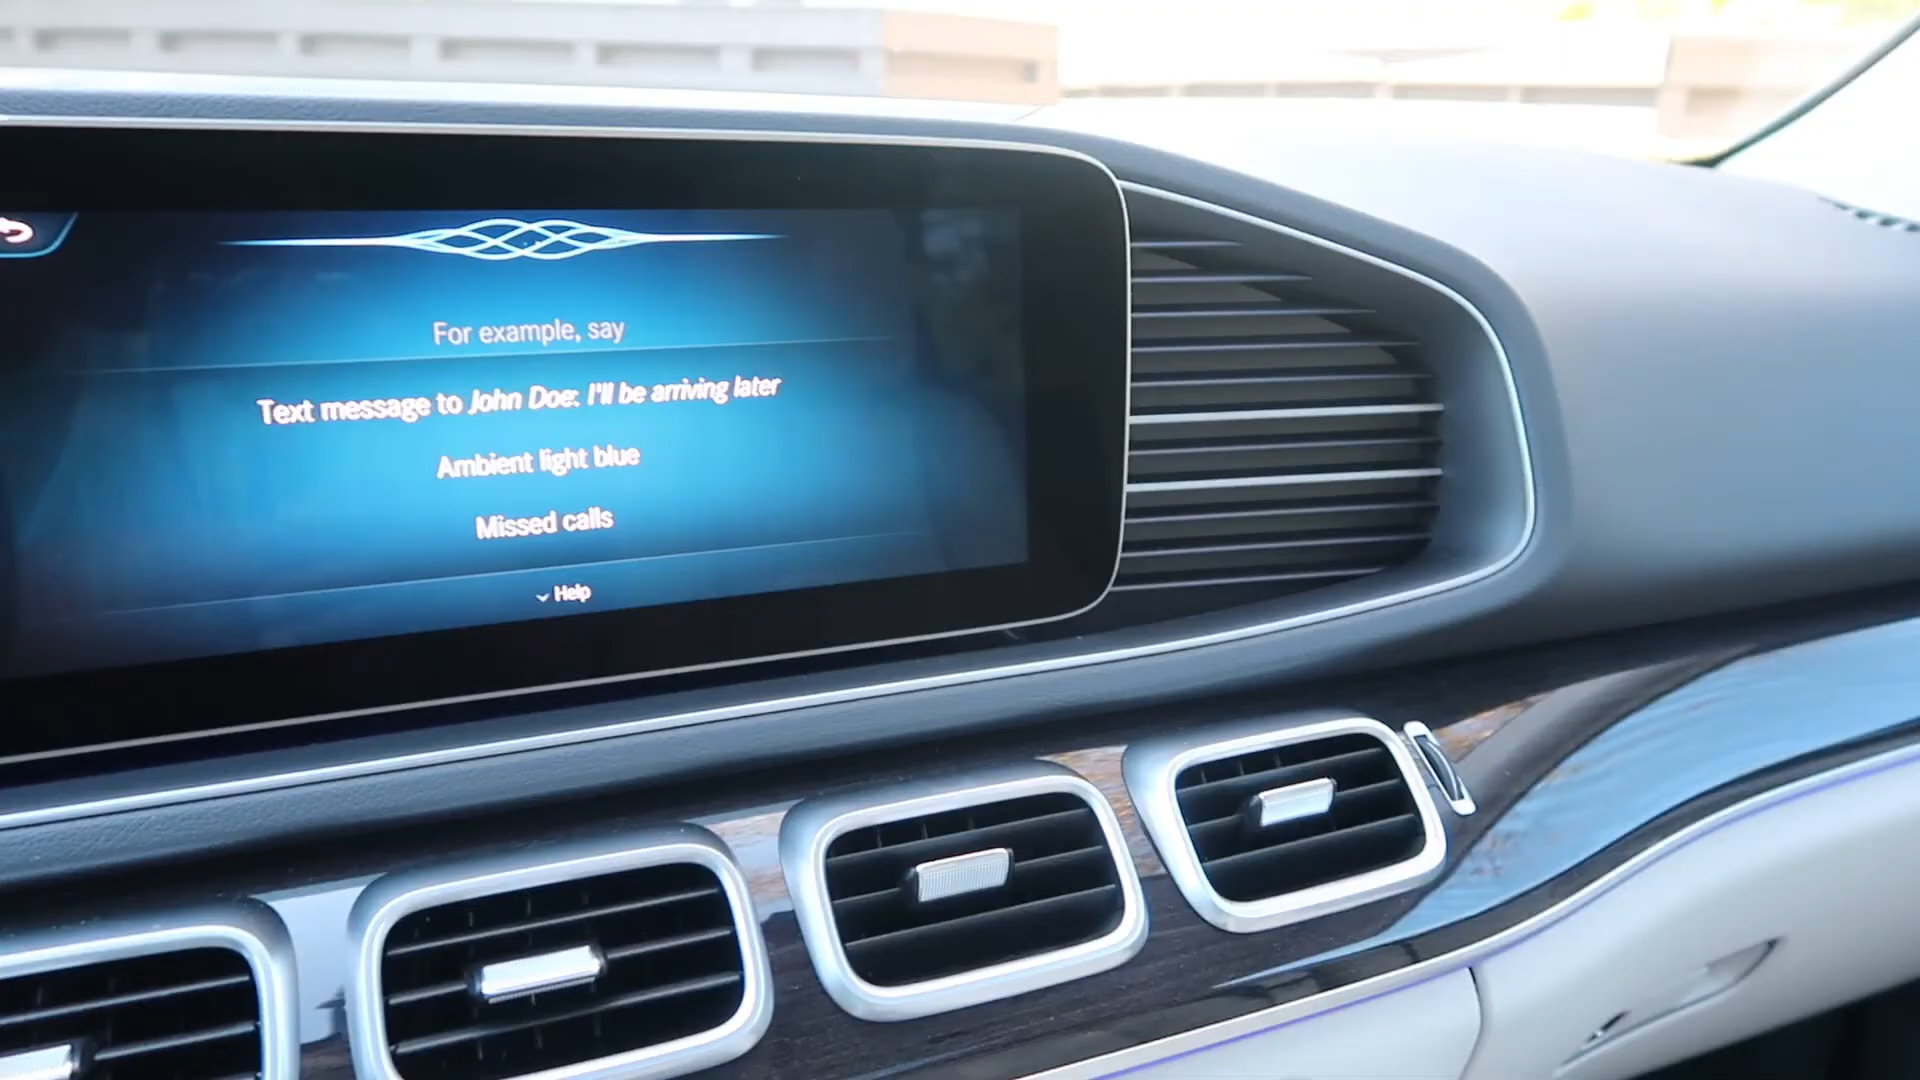 For example, say
Text message to John Doe: I'll be arriving later
Ambient light blue
Missed calls
Help